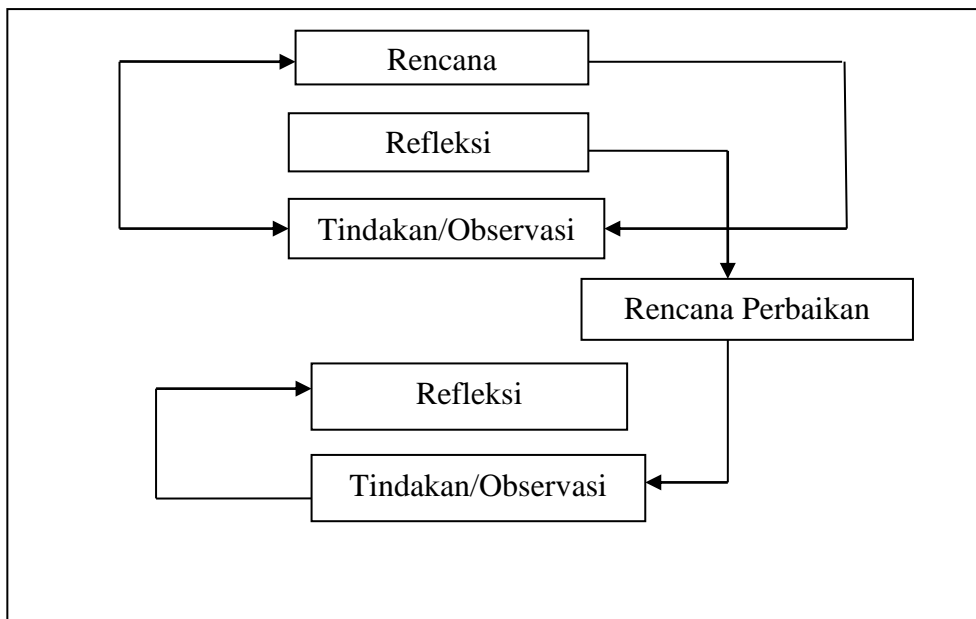 Rencana
Refleksi
Tindakan/Observasi
Rencana Perbaikan
Refleksi
Tindakan/Observasi